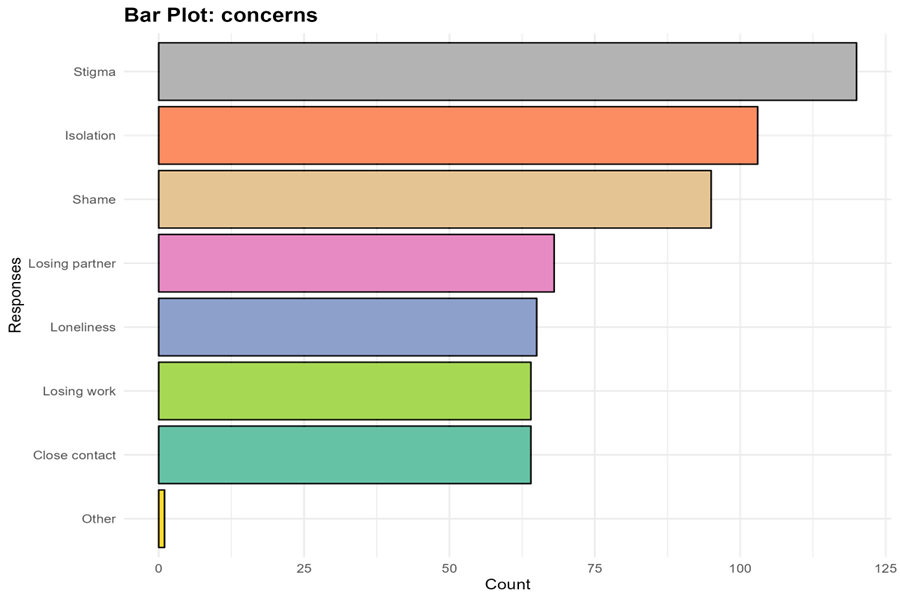 Bar Plot: concerns
Responses
Stigma
Isolation
Shame
Losing partner
Loneliness
Losing work
Close contact
Other
0 25 50 75 100 125
Count